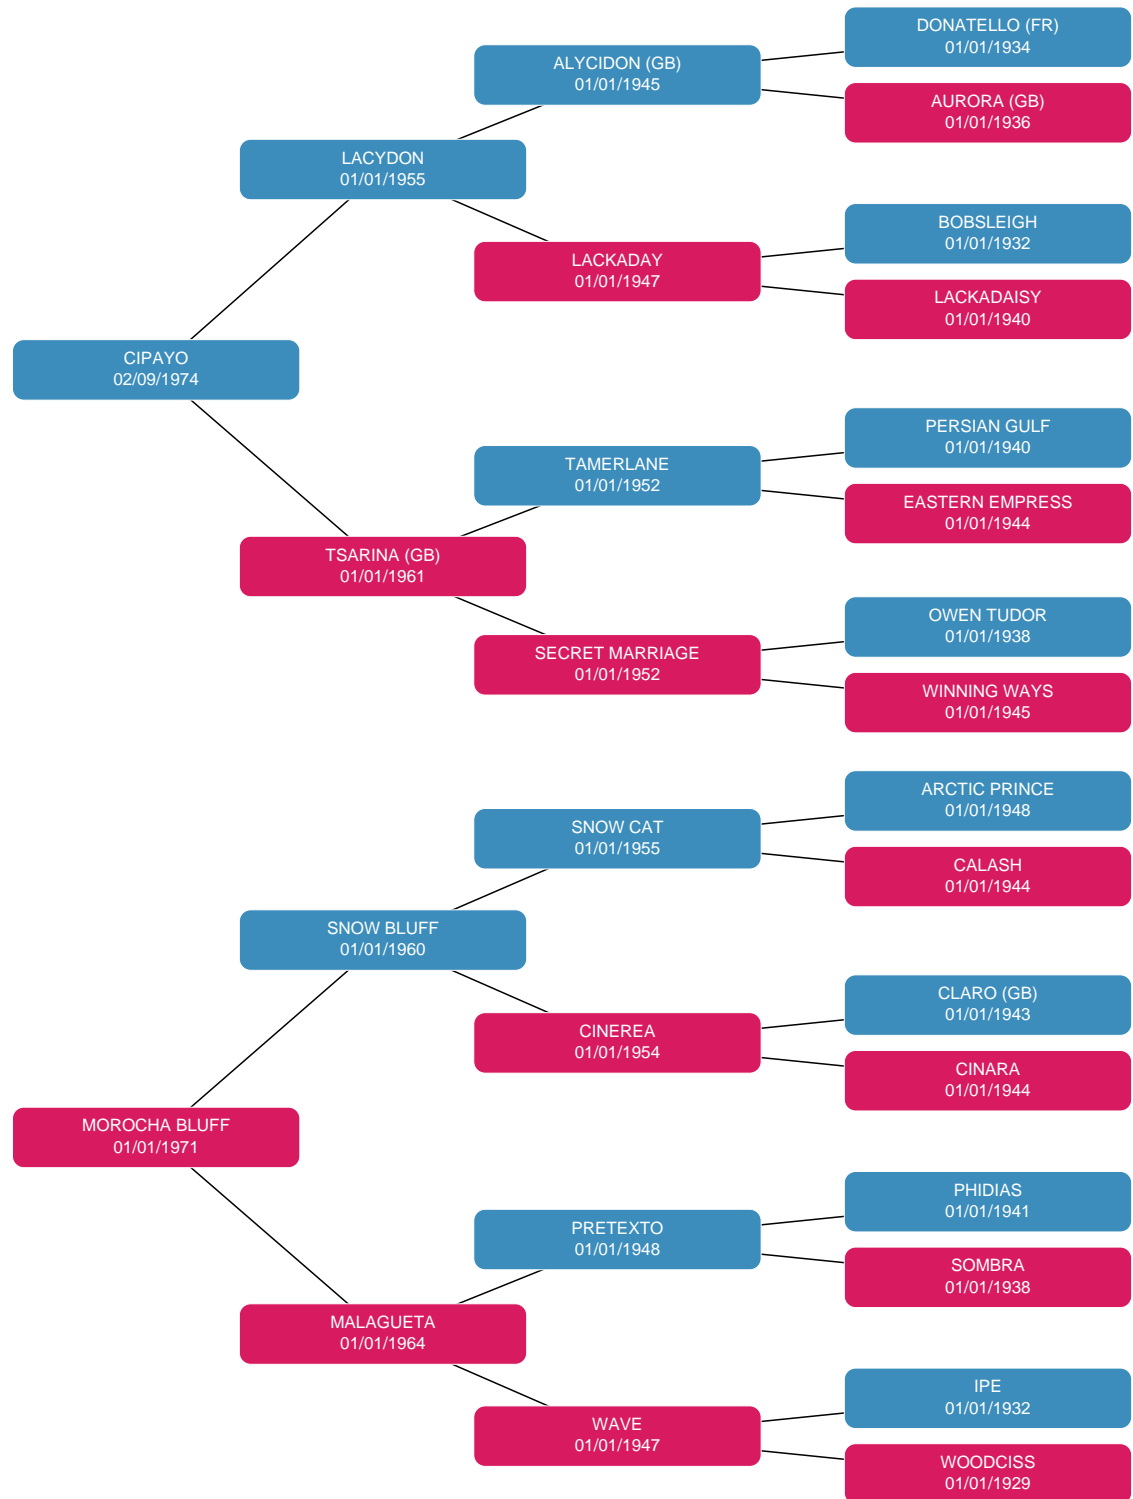 DONATELLO (FR)
01/01/1934
ALYCIDON (GB)
01/01/1945
AURORA (GB)
01/01/1936
LACYDON
01/01/1955
BOBSLEIGH
01/01/1932
LACKADAY
01/01/1947
LACKADAISY
01/01/1940
CIPAYO
02/09/1974
PERSIAN GULF
01/01/1940
TAMERLANE
01/01/1952
EASTERN EMPRESS
01/01/1944
TSARINA (GB)
01/01/1961
OWEN TUDOR
01/01/1938
SECRET MARRIAGE
01/01/1952
WINNING WAYS
01/01/1945
ARCTIC PRINCE
01/01/1948
SNOW CAT
01/01/1955
CALASH
01/01/1944
SNOW BLUFF
01/01/1960
CLARO (GB)
01/01/1943
CINEREA
01/01/1954
CINARA
01/01/1944
MOROCHA BLUFF
01/01/1971
PHIDIAS
01/01/1941
PRETEXTO
01/01/1948
SOMBRA
01/01/1938
MALAGUETA
01/01/1964
IPE
01/01/1932
WAVE
01/01/1947
WOODCISS
01/01/1929